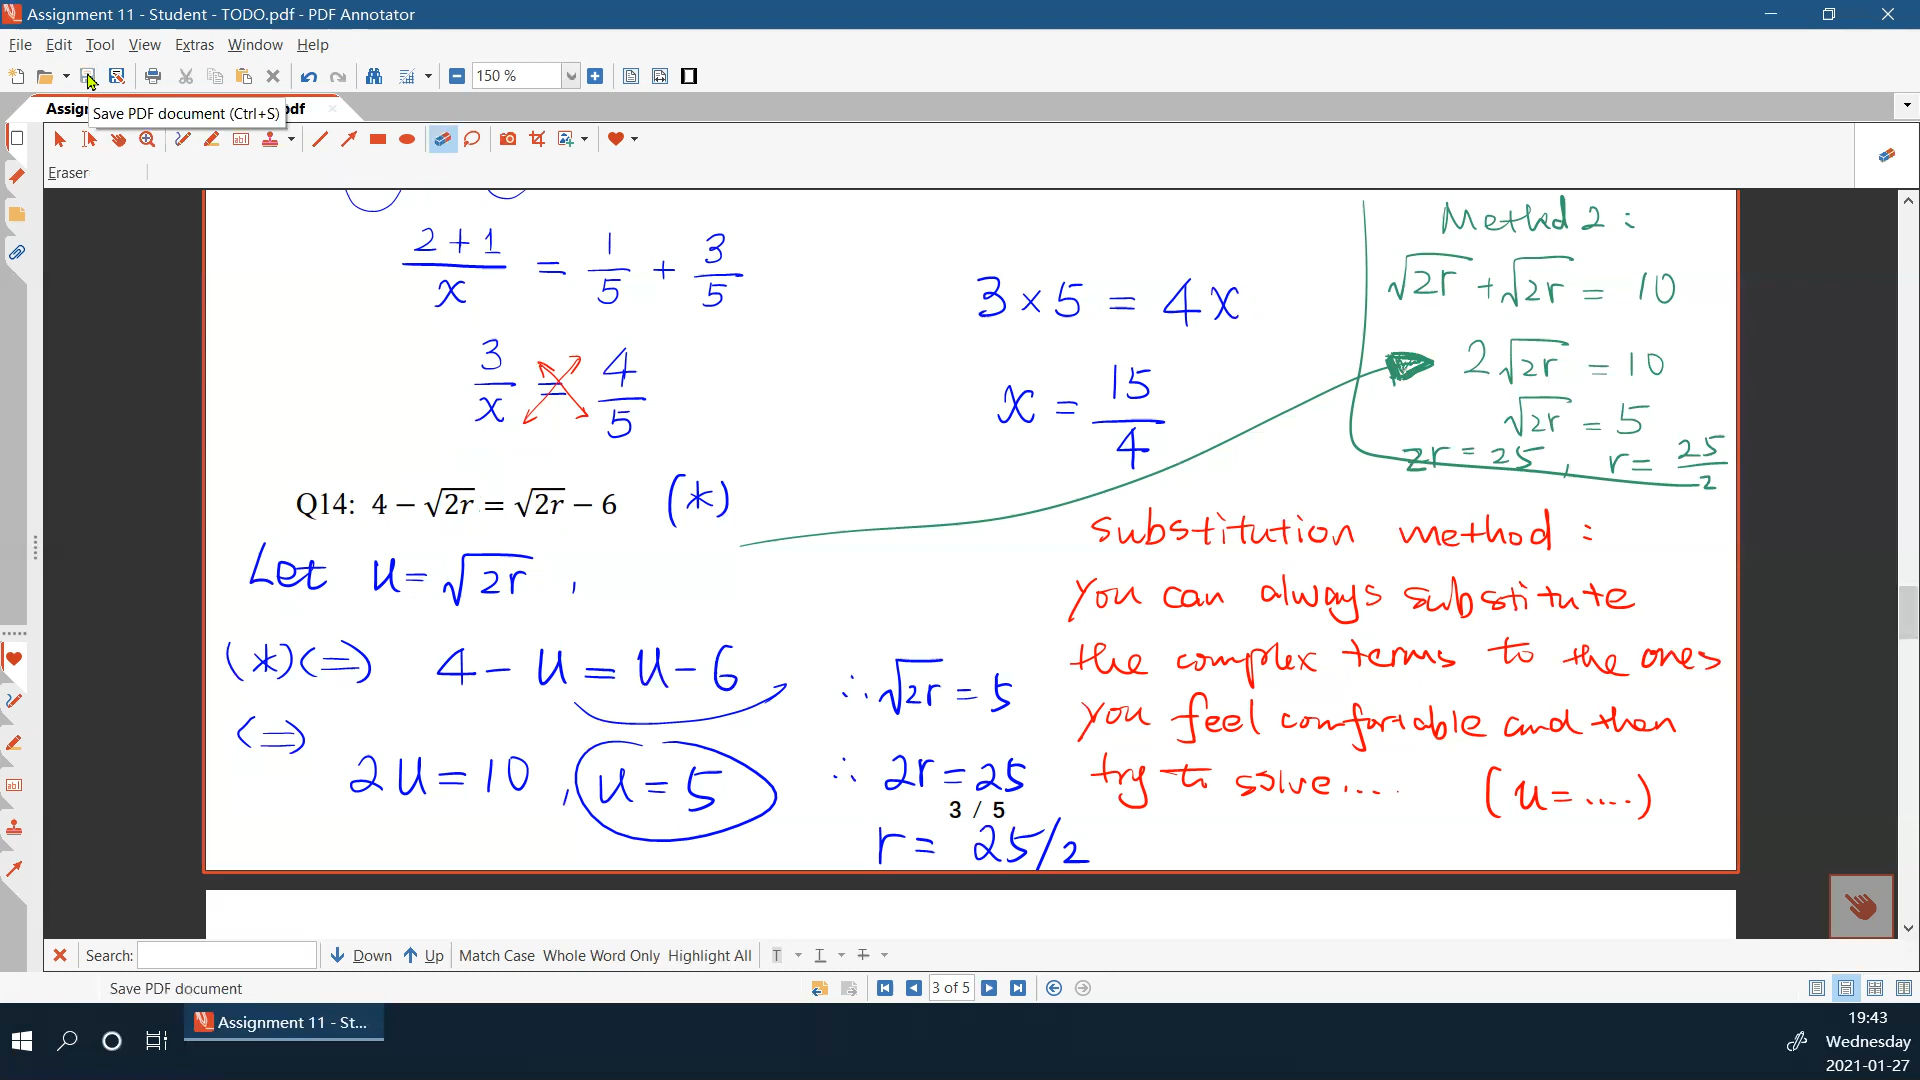 Assignment 11 - Student - TODO.pdf - PDF Annotator
File Edit Tool View Extras Window Help
150 %
Assign
pdf
Save PDF document (Ctrl+S)
Eraser
2+1/x = 1/5 + 3/5
3/x = 4/5
3 × 5 = 4x
x = 15/4
Method 2 :
√2r + √2r = 10
2√2r = 10
√2r = 5
2r = 25, r = 25/2
Q14: 4 − √2r = √2r − 6 (*)
Let u = √2r ,
(*)(=) 4 - u = u - 6
(=)
2u = 10 , u = 5
∴ √2r = 5
∴ 2r = 25
r = 25/2
3 / 5
substitution method :
you can always substitute
the complex terms to the ones
you feel comfortable and then
try to solve....
(u = ....)
Search: Down Up Match Case Whole Word Only Highlight All
Save PDF document
3 of 5
Assignment 11 - St...
19:43
Wednesday
2021-01-27